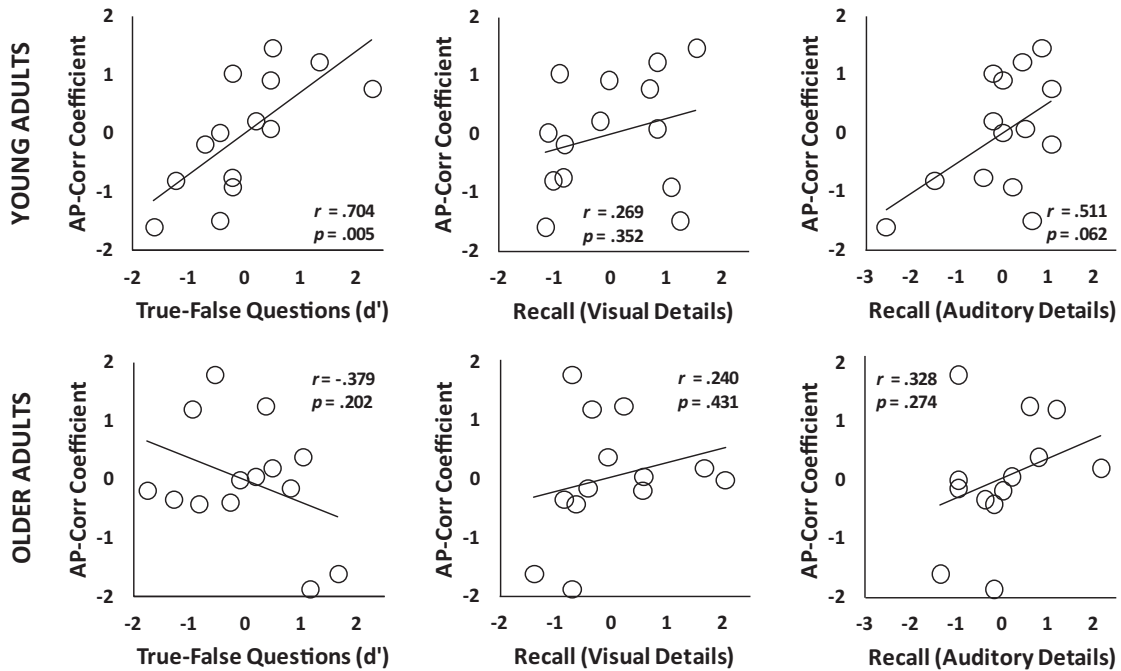 YOUNG ADULTS
AP-Corr Coefficient
2
1
0
-1
-2
r = .704
p = .005
-2 -1 0 1 2
True-False Questions (d')
AP-Corr Coefficient
2
1
0
-1
-2
r = .269
p = .352
-2 -1 0 1 2
Recall (Visual Details)
AP-Corr Coefficient
2
1
0
-1
-2
r = .511
p = .062
-3 -2 -1 0 1 2
Recall (Auditory Details)
OLDER ADULTS
AP-Corr Coefficient
2
1
0
-1
-2
r = -.379
p = .202
-2 -1 0 1 2
True-False Questions (d')
AP-Corr Coefficient
2
1
0
-1
-2
r = .240
p = .431
-2 -1 0 1 2
Recall (Visual Details)
AP-Corr Coefficient
2
1
0
-1
-2
r = .328
p = .274
-3 -2 -1 0 1 2
Recall (Auditory Details)